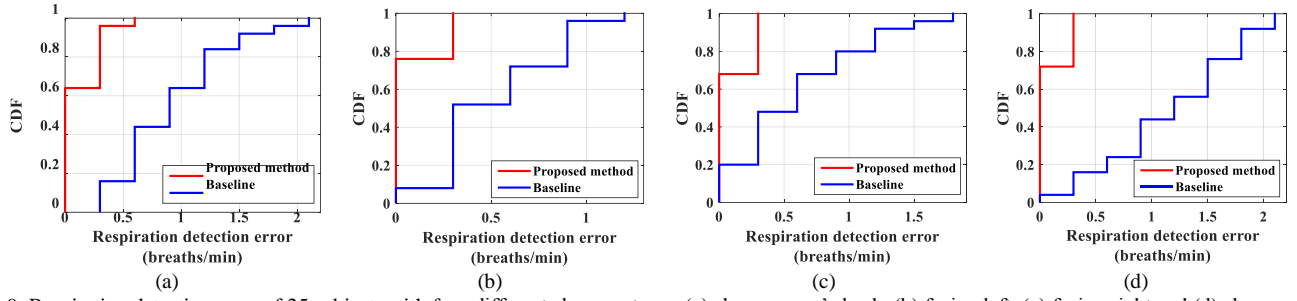 1
0.8
0.6
0.4
0.2
0
CDF
0 0.5 1 1.5 2
Proposed method
Baseline
Respiration detection error
(breaths/min)
(a)
1
0.8
0.6
0.4
0.2
0
CDF
0 0.5 1
Proposed method
Baseline
Respiration detection error
(breaths/min)
(b)
1
0.8
0.6
0.4
0.2
0
CDF
0 0.5 1 1.5
Proposed method
Baseline
Respiration detection error
(breaths/min)
(c)
1
0.8
0.6
0.4
0.2
0
CDF
0 0.5 1 1.5 2
Proposed method
Baseline
Respiration detection error
(breaths/min)
(d)